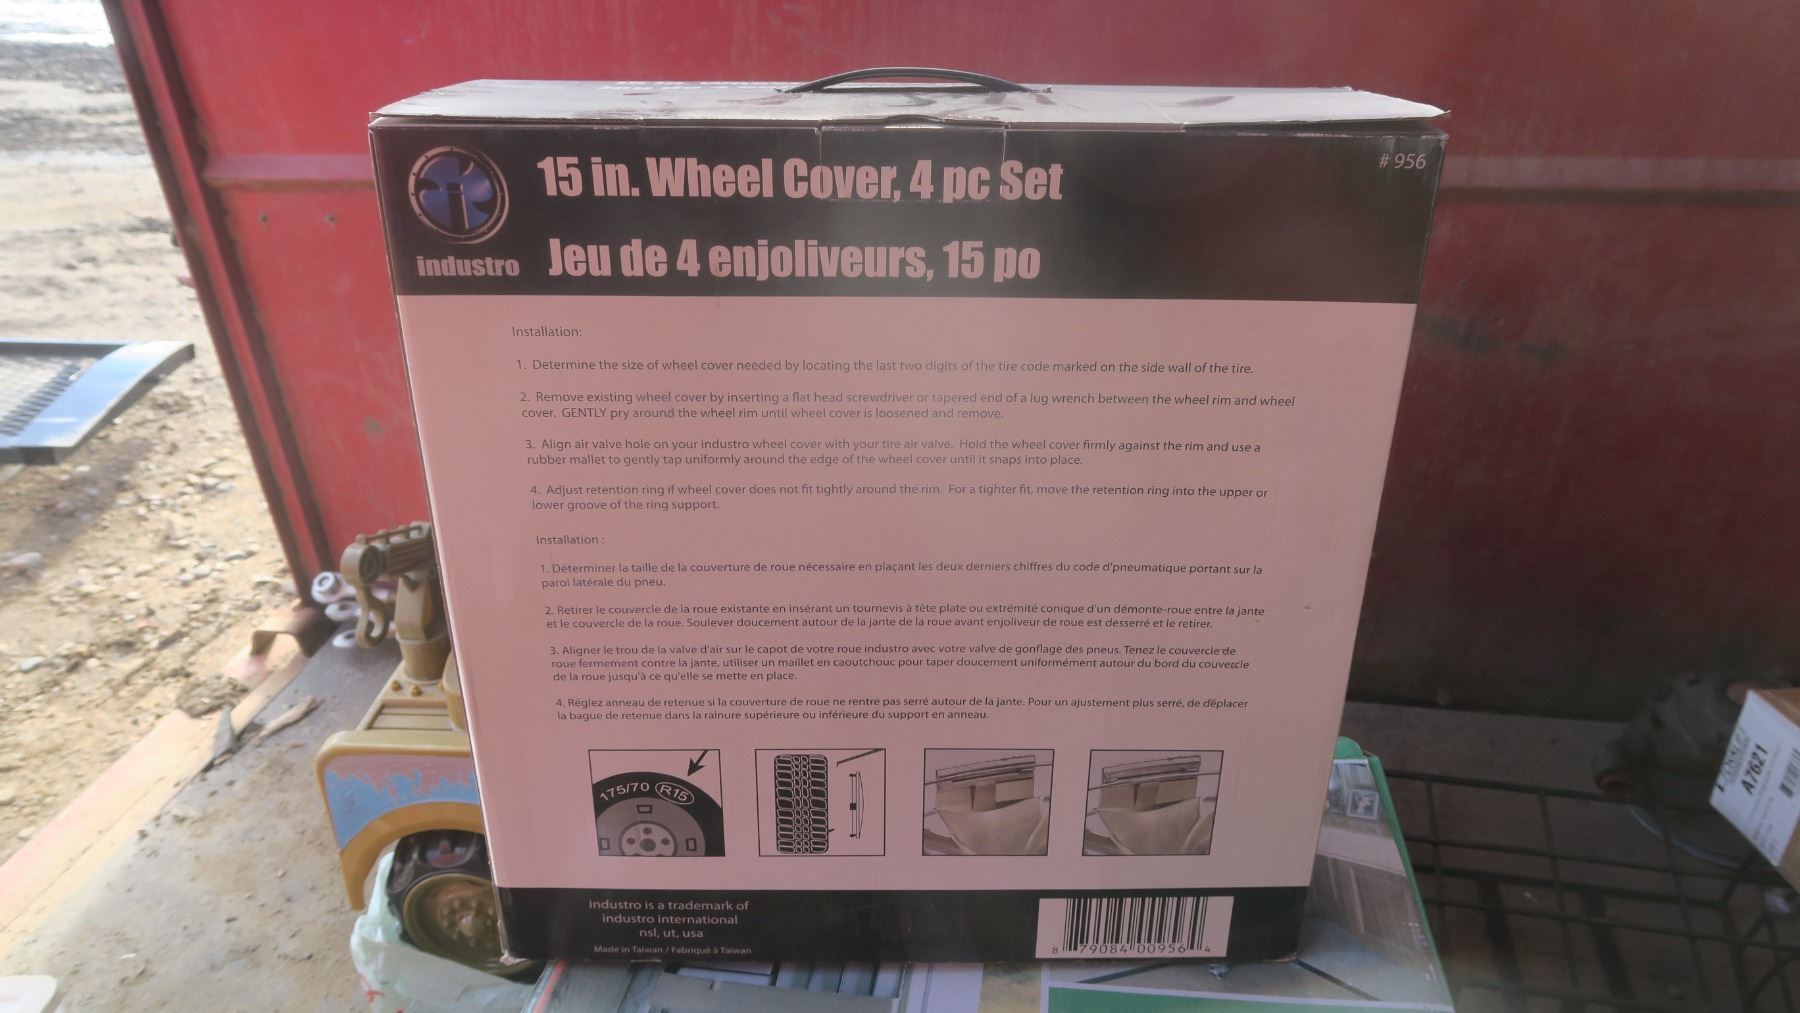 15 in. Wheel Cover, 4 pc Set
# 956
Jeu de 4 enjoliveurs, 15 po
industro
Installation:
1. Determine the size of wheel cover needed by locating the last two digits of the tire code marked on the side wall of the tire.
2. Remove existing wheel cover by inserting a flat head screwdriver or tapered end of a lug wrench between the wheel rim and wheel
cover. GENTLY pry around the wheel rim until wheel cover is loosened and remove.
3. Align air valve hole on your industro wheel cover with your tire air valve. Hold the wheel cover firmly against the rim and use a
rubber mallet to gently tap uniformly around the edge of the wheel cover until it snaps into place.
4. Adjust retention ring if wheel cover does not fit tightly around the rim. For a tighter fit, move the retention ring into the upper or
lower groove of the ring support.
Installation :
1. Déterminer la taille de la couverture de roue nécessaire en plaçant les deux derniers chiffres du code d'pneumatique portant sur la
paroi latérale du pneu.
2. Retirer le couvercle de la roue existante en insérant un tournevis à tête plate ou extrémité conique d'un démonte-roue entre la jante
et le couvercle de la roue. Soulever doucement autour de la jante de la roue avant enjoliveur de roue est desserré et le retirer.
3. Aligner le trou de la valve d'air sur le capot de votre roue industro avec votre valve de gonflage des pneus. Tenez le couvercle de
roue fermement contre la jante, utiliser un maillet en caoutchouc pour taper doucement uniformément autour du bord du couvercle
de la roue jusqu'à ce qu'elle se mette en place.
4. Réglez anneau de retenue si la couverture de roue ne rentre pas serré autour de la jante. Pour un ajustement plus serré, de déplacer
la bague de retenue dans la rainure supérieure ou inférieure du support en anneau.
175/70 R15
industro is a trademark of
industro international
nsl, ut, usa
Made in Taiwan / Fabriqué à Taiwan
8 79084 00956 4
A7621